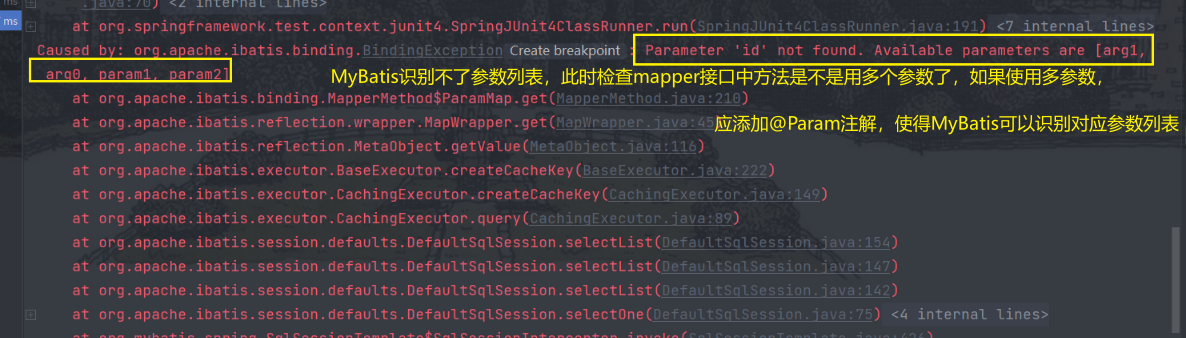 ms
.java:70) <2 internal lines>
ms
at org.springframework.test.context.junit4.SpringJUnit4ClassRunner.run(SpringJUnit4ClassRunner.java:191) <7 internal lines>
Caused by: org.apache.ibatis.binding.BindingException Create breakpoint : Parameter 'id' not found. Available parameters are [arg1,
arg0, param1, param2]
MyBatis识别不了参数列表，此时检查mapper接口中方法是不是用多个参数了，如果使用多参数，
at org.apache.ibatis.binding.MapperMethod$ParamMap.get(MapperMethod.java:210)
at org.apache.ibatis.reflection.wrapper.MapWrapper.get(MapWrapper.java:45
应添加@Param注解，使得MyBatis可以识别对应参数列表
at org.apache.ibatis.reflection.MetaObject.getValue(MetaObject.java:116)
at org.apache.ibatis.executor.BaseExecutor.createCacheKey(BaseExecutor.java:222)
at org.apache.ibatis.executor.CachingExecutor.createCacheKey(CachingExecutor.java:149)
at org.apache.ibatis.executor.CachingExecutor.query(CachingExecutor.java:89)
at org.apache.ibatis.session.defaults.DefaultSqlSession.selectList(DefaultSqlSession.java:154)
at org.apache.ibatis.session.defaults.DefaultSqlSession.selectList(DefaultSqlSession.java:147)
at org.apache.ibatis.session.defaults.DefaultSqlSession.selectList(DefaultSqlSession.java:142)
at org.apache.ibatis.session.defaults.DefaultSqlSession.selectOne(DefaultSqlSession.java:75) <4 internal lines>
at org.mybatis.spring.SqlSessionTemplate$SqlSessionInterceptor.invoke(SqlSessionTemplate.java:426)